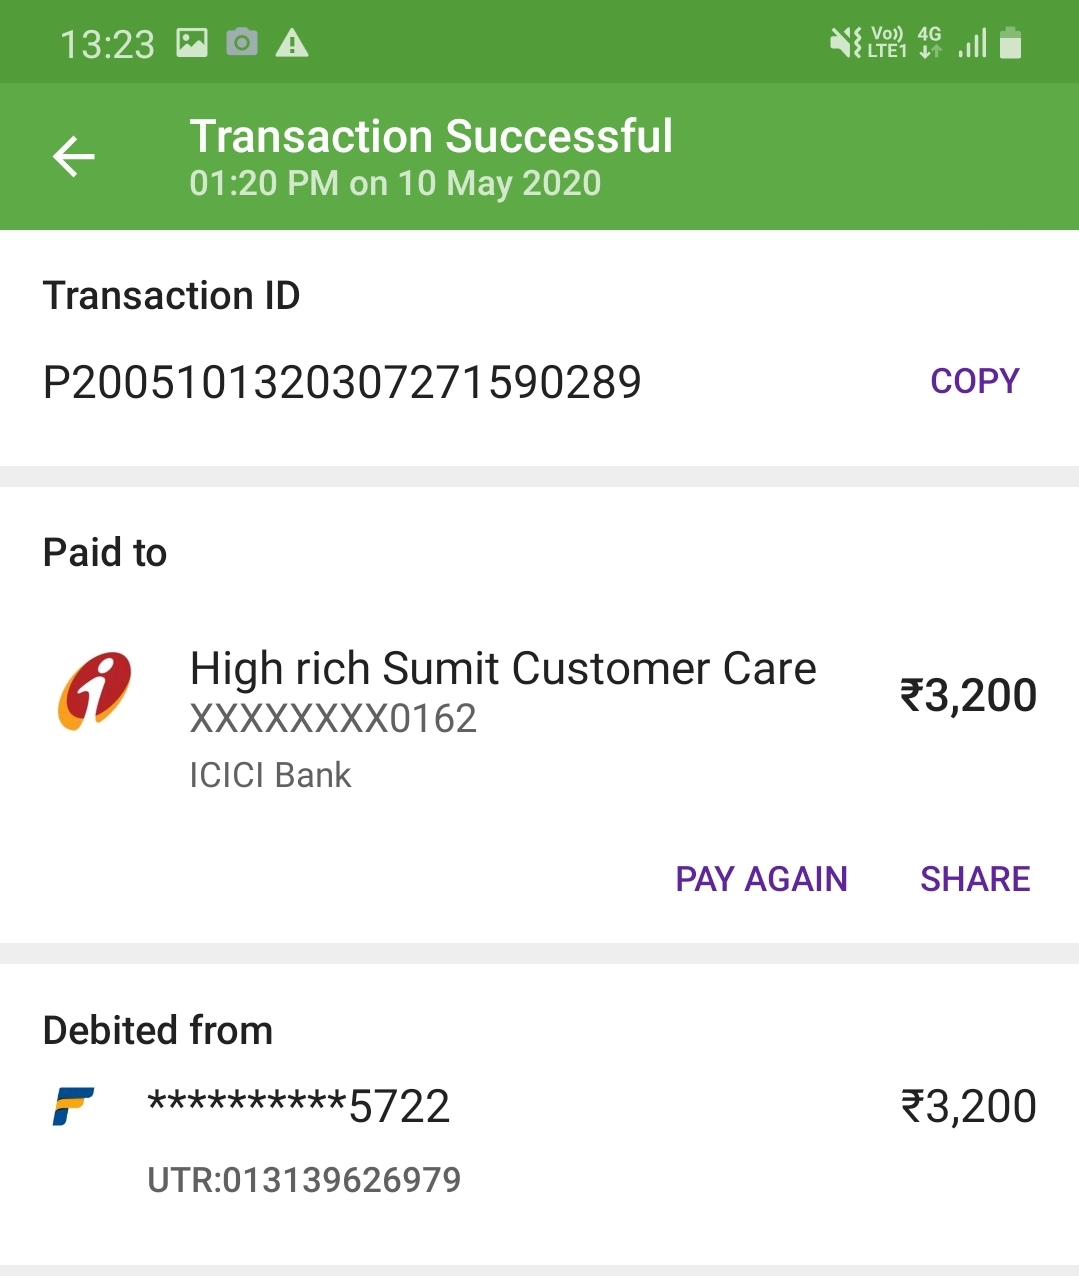 13:23 Vo)) LTE1 4G
Transaction Successful
01:20 PM on 10 May 2020
Transaction ID
P2005101320307271590289 COPY
Paid to
High rich Sumit Customer Care ₹3,200
XXXXXXXX0162
ICICI Bank
PAY AGAIN SHARE
Debited from
**********5722 ₹3,200
UTR:013139626979